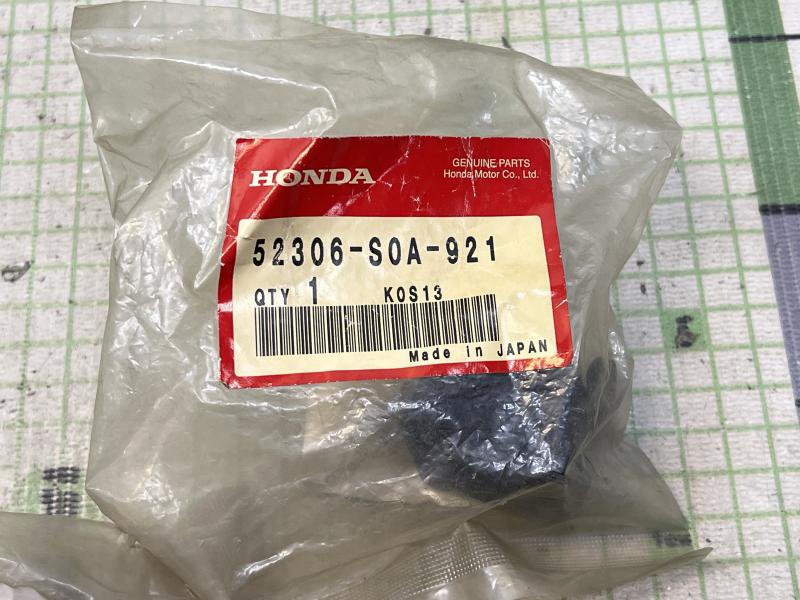 HONDA
GENUINE PARTS
Honda Motor Co., Ltd.
52306-S0A-921
QTY 1 K0S13
Made in JAPAN